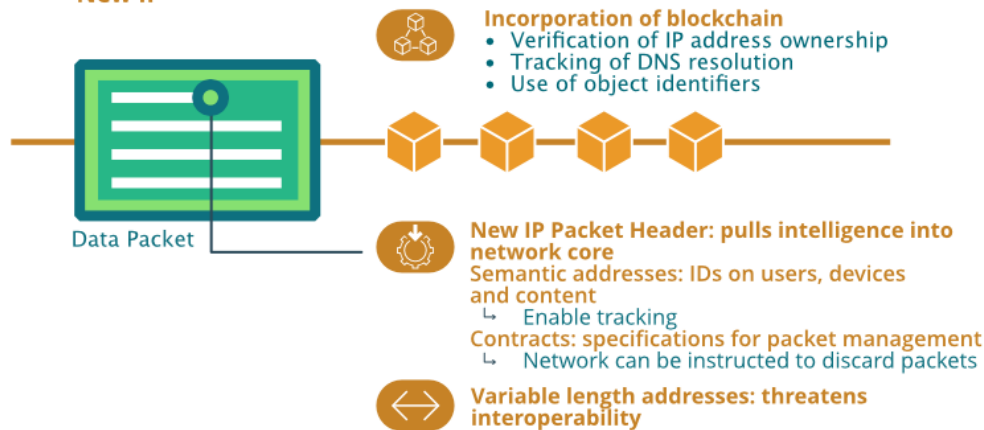 Incorporation of blockchain
• Verification of IP address ownership
• Tracking of DNS resolution
• Use of object identifiers
Data Packet
New IP Packet Header: pulls intelligence into
network core
Semantic addresses: IDs on users, devices
and content
↳ Enable tracking
Contracts: specifications for packet management
↳ Network can be instructed to discard packets
Variable length addresses: threatens
interoperability